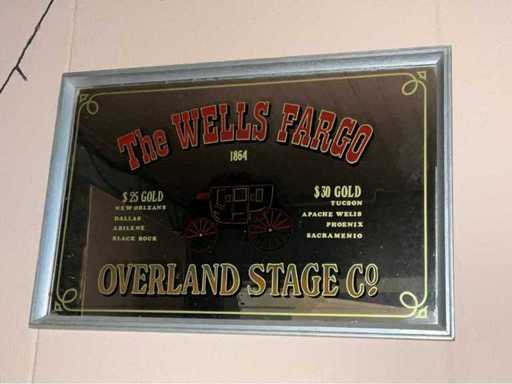 The WELLS FARGO
1864
$25 GOLD
NEW ORLEANS
DALLAS
ABILENE
BLACK ROCK
$30 GOLD
TUCSON
APACHE WELLS
PHOENIX
SACRAMENTO
OVERLAND STAGE Co